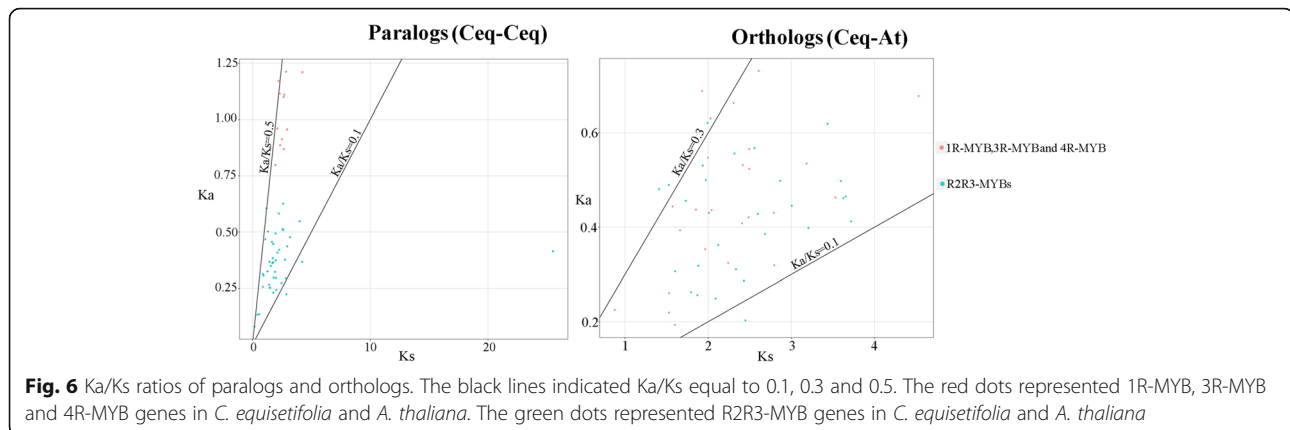 Paralogs (Ceq-Ceq)
Orthologs (Ceq-At)
1.25
1.00
0.75
Ka
0.50
0.25
Ka/Ks=0.5
Ka/Ks=0.1
0
10
20
Ks
0.6
Ka
0.4
0.2
Ka/Ks=0.3
Ka/Ks=0.1
1
2
3
4
Ks
1R-MYB,3R-MYBand 4R-MYB
R2R3-MYBs
Fig. 6 Ka/Ks ratios of paralogs and orthologs. The black lines indicated Ka/Ks equal to 0.1, 0.3 and 0.5. The red dots represented 1R-MYB, 3R-MYB
and 4R-MYB genes in C. equisetifolia and A. thaliana. The green dots represented R2R3-MYB genes in C. equisetifolia and A. thaliana